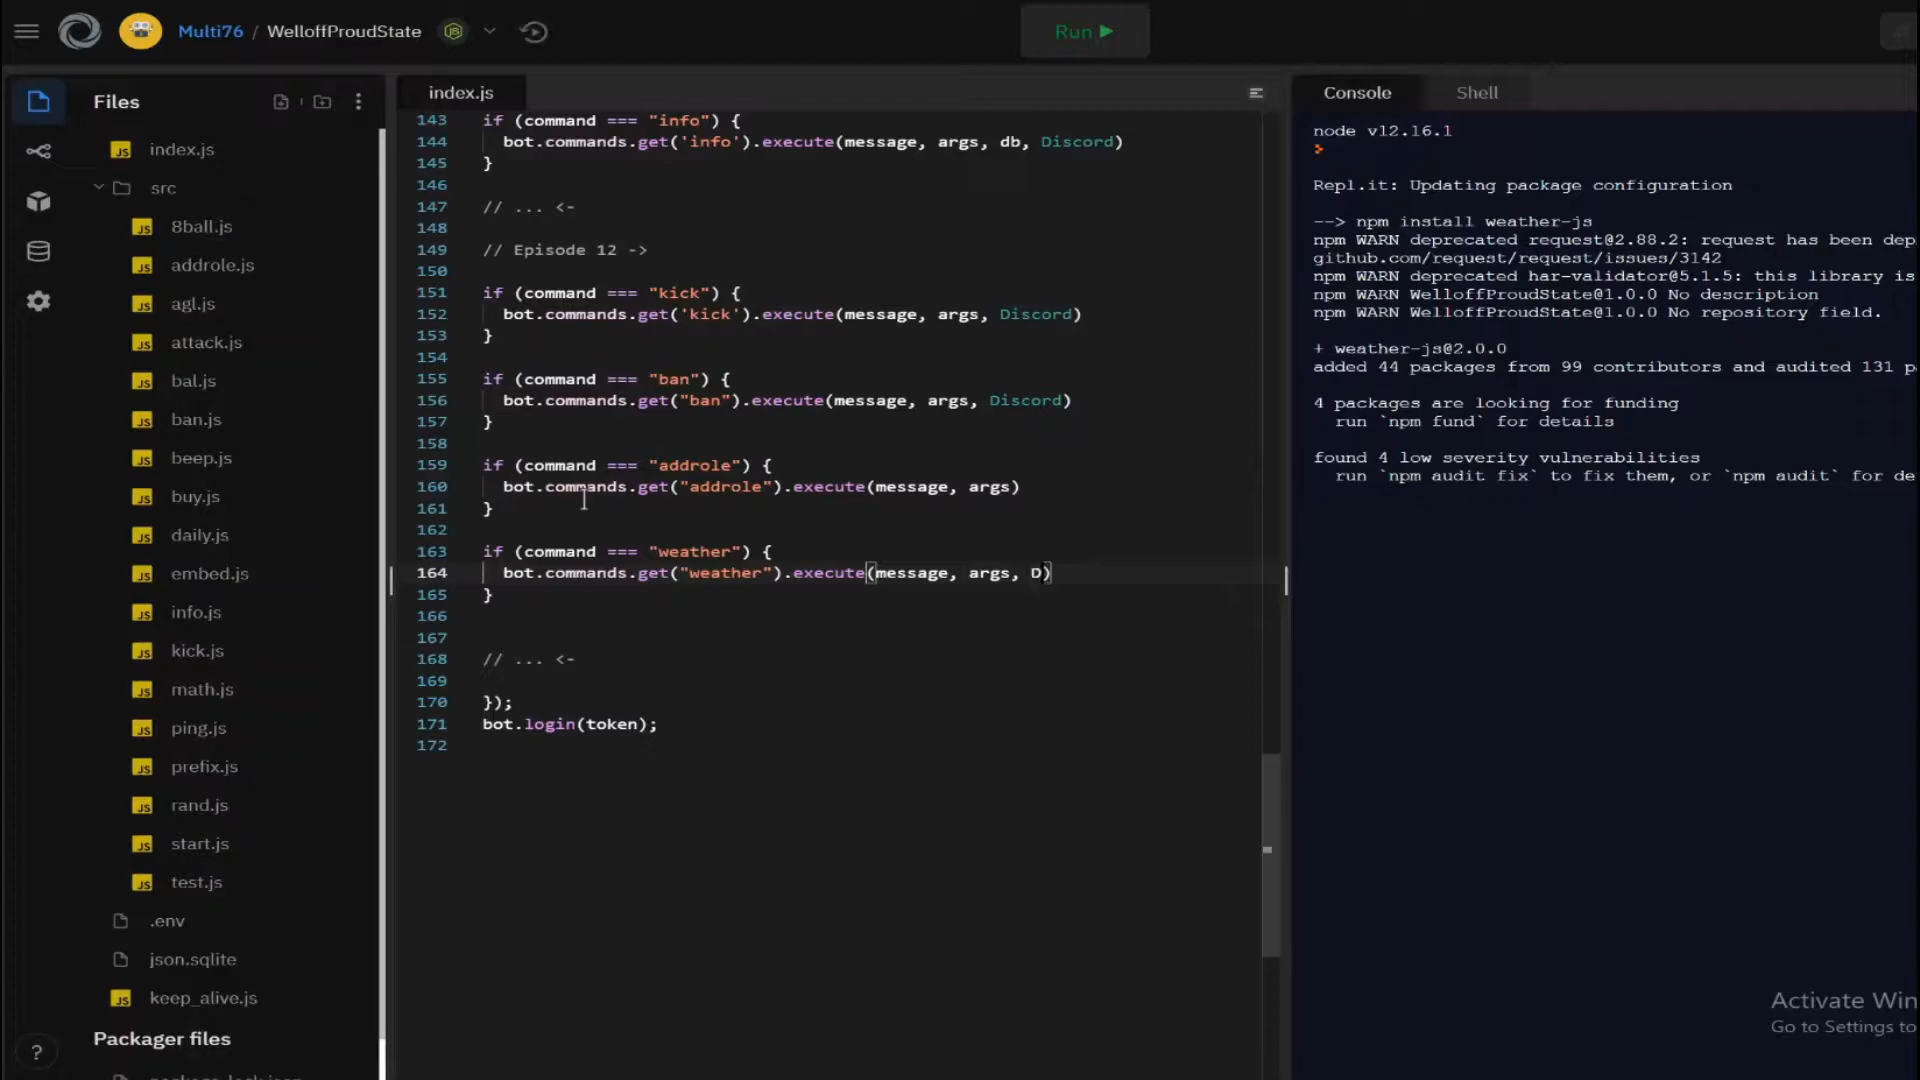 Multi76 / WelloffProudState
Run
Files
index.js
src
8ball.js
addrole.js
agl.js
attack.js
bal.js
ban.js
beep.js
buy.js
daily.js
embed.js
info.js
kick.js
math.js
ping.js
prefix.js
rand.js
start.js
test.js
.env
json.sqlite
keep_alive.js
Packager files
index.js
143 if (command === "info") {
144 bot.commands.get('info').execute(message, args, db, Discord)
145 }
146
147 // ... <-
148
149 // Episode 12 ->
150
151 if (command === "kick") {
152 bot.commands.get('kick').execute(message, args, Discord)
153 }
154
155 if (command === "ban") {
156 bot.commands.get("ban").execute(message, args, Discord)
157 }
158
159 if (command === "addrole") {
160 bot.commands.get("addrole").execute(message, args)
161 }
162
163 if (command === "weather") {
164 bot.commands.get("weather").execute(message, args, D)
165 }
166
167
168 // ... <-
169
170 });
171 bot.login(token);
172
Console Shell
node v12.16.1
Repl.it: Updating package configuration
--> npm install weather-js
npm WARN deprecated request@2.88.2: request has been dep
github.com/request/request/issues/3142
npm WARN deprecated har-validator@5.1.5: this library is
npm WARN WelloffProudState@1.0.0 No description
npm WARN WelloffProudState@1.0.0 No repository field.
+ weather-js@2.0.0
added 44 packages from 99 contributors and audited 131 p
4 packages are looking for funding
run `npm fund` for details
found 4 low severity vulnerabilities
run `npm audit fix` to fix them, or `npm audit` for de
Activate Win
Go to Settings to